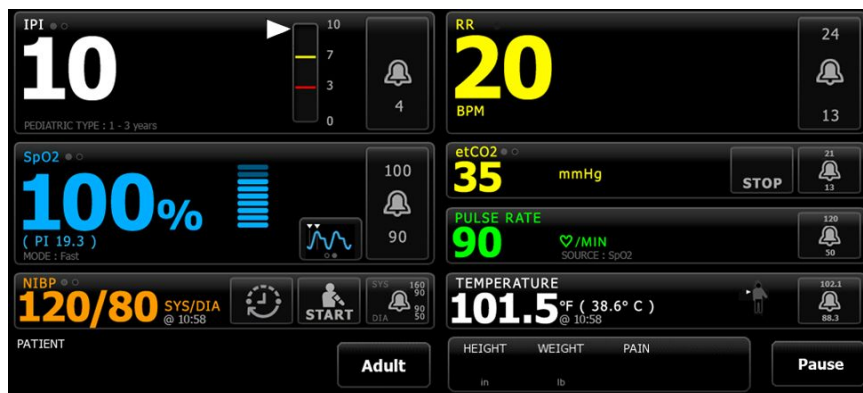 IPI
10
10
7
3
0
4
PEDIATRIC TYPE : 1 - 3 years
RR
20
BPM
24
13
SpO2
100%
( PI 19.3 )
MODE : Fast
100
90
etCO2
35
mmHg
STOP
21
13
PULSE RATE
90
/MIN
SOURCE : SpO2
120
50
NIBP
120/80
SYS/DIA
@ 10:58
START
SYS 160
90
90
DIA 50
TEMPERATURE
101.5
°F ( 38.6° C )
@ 10:58
102.1
88.3
PATIENT
Adult
HEIGHT WEIGHT PAIN
in lb
Pause